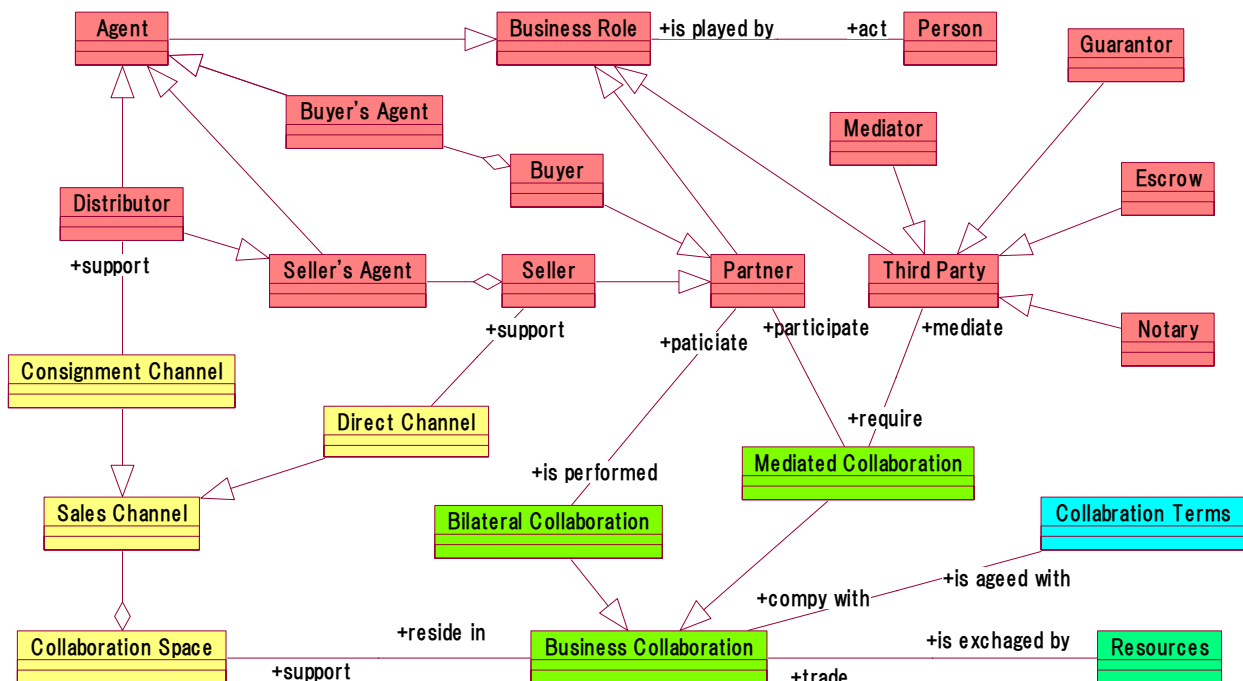 Agent
Business Role
+is played by
+act
Person
Guarantor
Buyer's Agent
Mediator
Buyer
Escrow
Distributor
+support
Seller's Agent
Seller
Partner
Third Party
+support
+paticiate
+participate
+mediate
Notary
Consignment Channel
Direct Channel
+require
+is performed
Mediated Collaboration
Sales Channel
Bilateral Collaboration
Collabration Terms
+is ageed with
+compy with
Collaboration Space
+reside in
+support
Business Collaboration
+is exchaged by
+trade
Resources